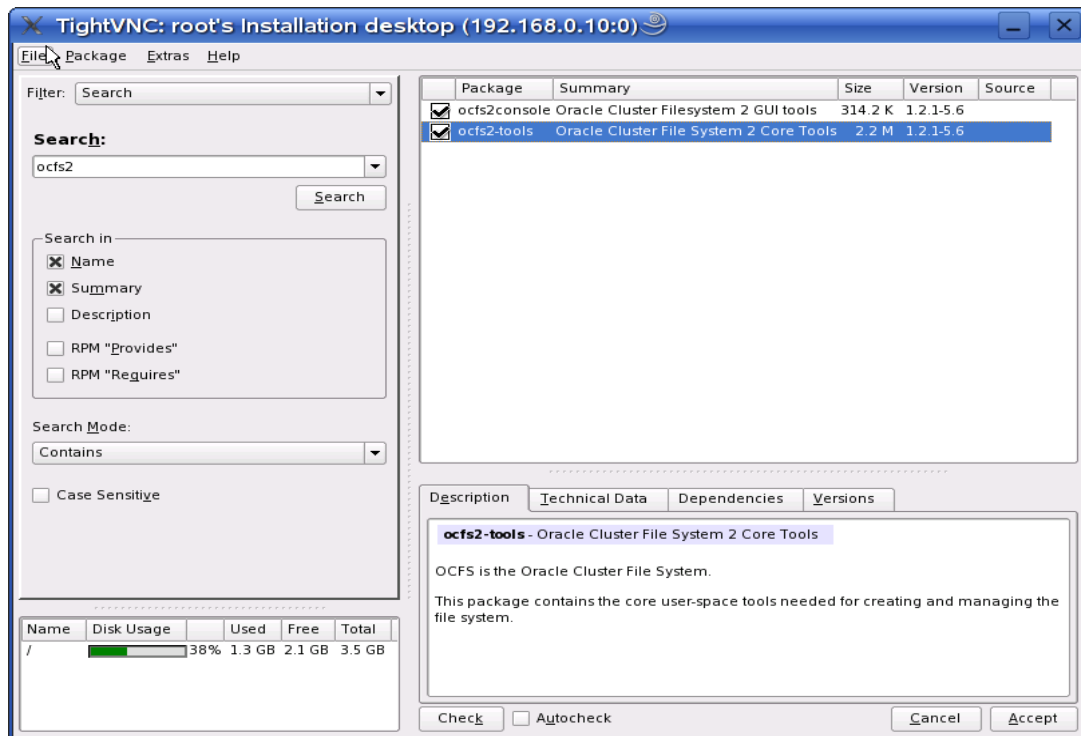 TightVNC: root's Installation desktop (192.168.0.10:0)
File Package Extras Help
Filter: Search
Search:
ocfs2
Search
Search in
Name
Summary
Description
RPM "Provides"
RPM "Requires"
Search Mode:
Contains
Case Sensitive
Name Disk Usage Used Free Total
/ 38% 1.3 GB 2.1 GB 3.5 GB
Package Summary Size Version Source
ocfs2console Oracle Cluster Filesystem 2 GUI tools 314.2 K 1.2.1-5.6
ocfs2-tools Oracle Cluster File System 2 Core Tools 2.2 M 1.2.1-5.6
Description Technical Data Dependencies Versions
ocfs2-tools - Oracle Cluster File System 2 Core Tools
OCFS is the Oracle Cluster File System.
This package contains the core user-space tools needed for creating and managing the
file system.
Check Autocheck Cancel Accept